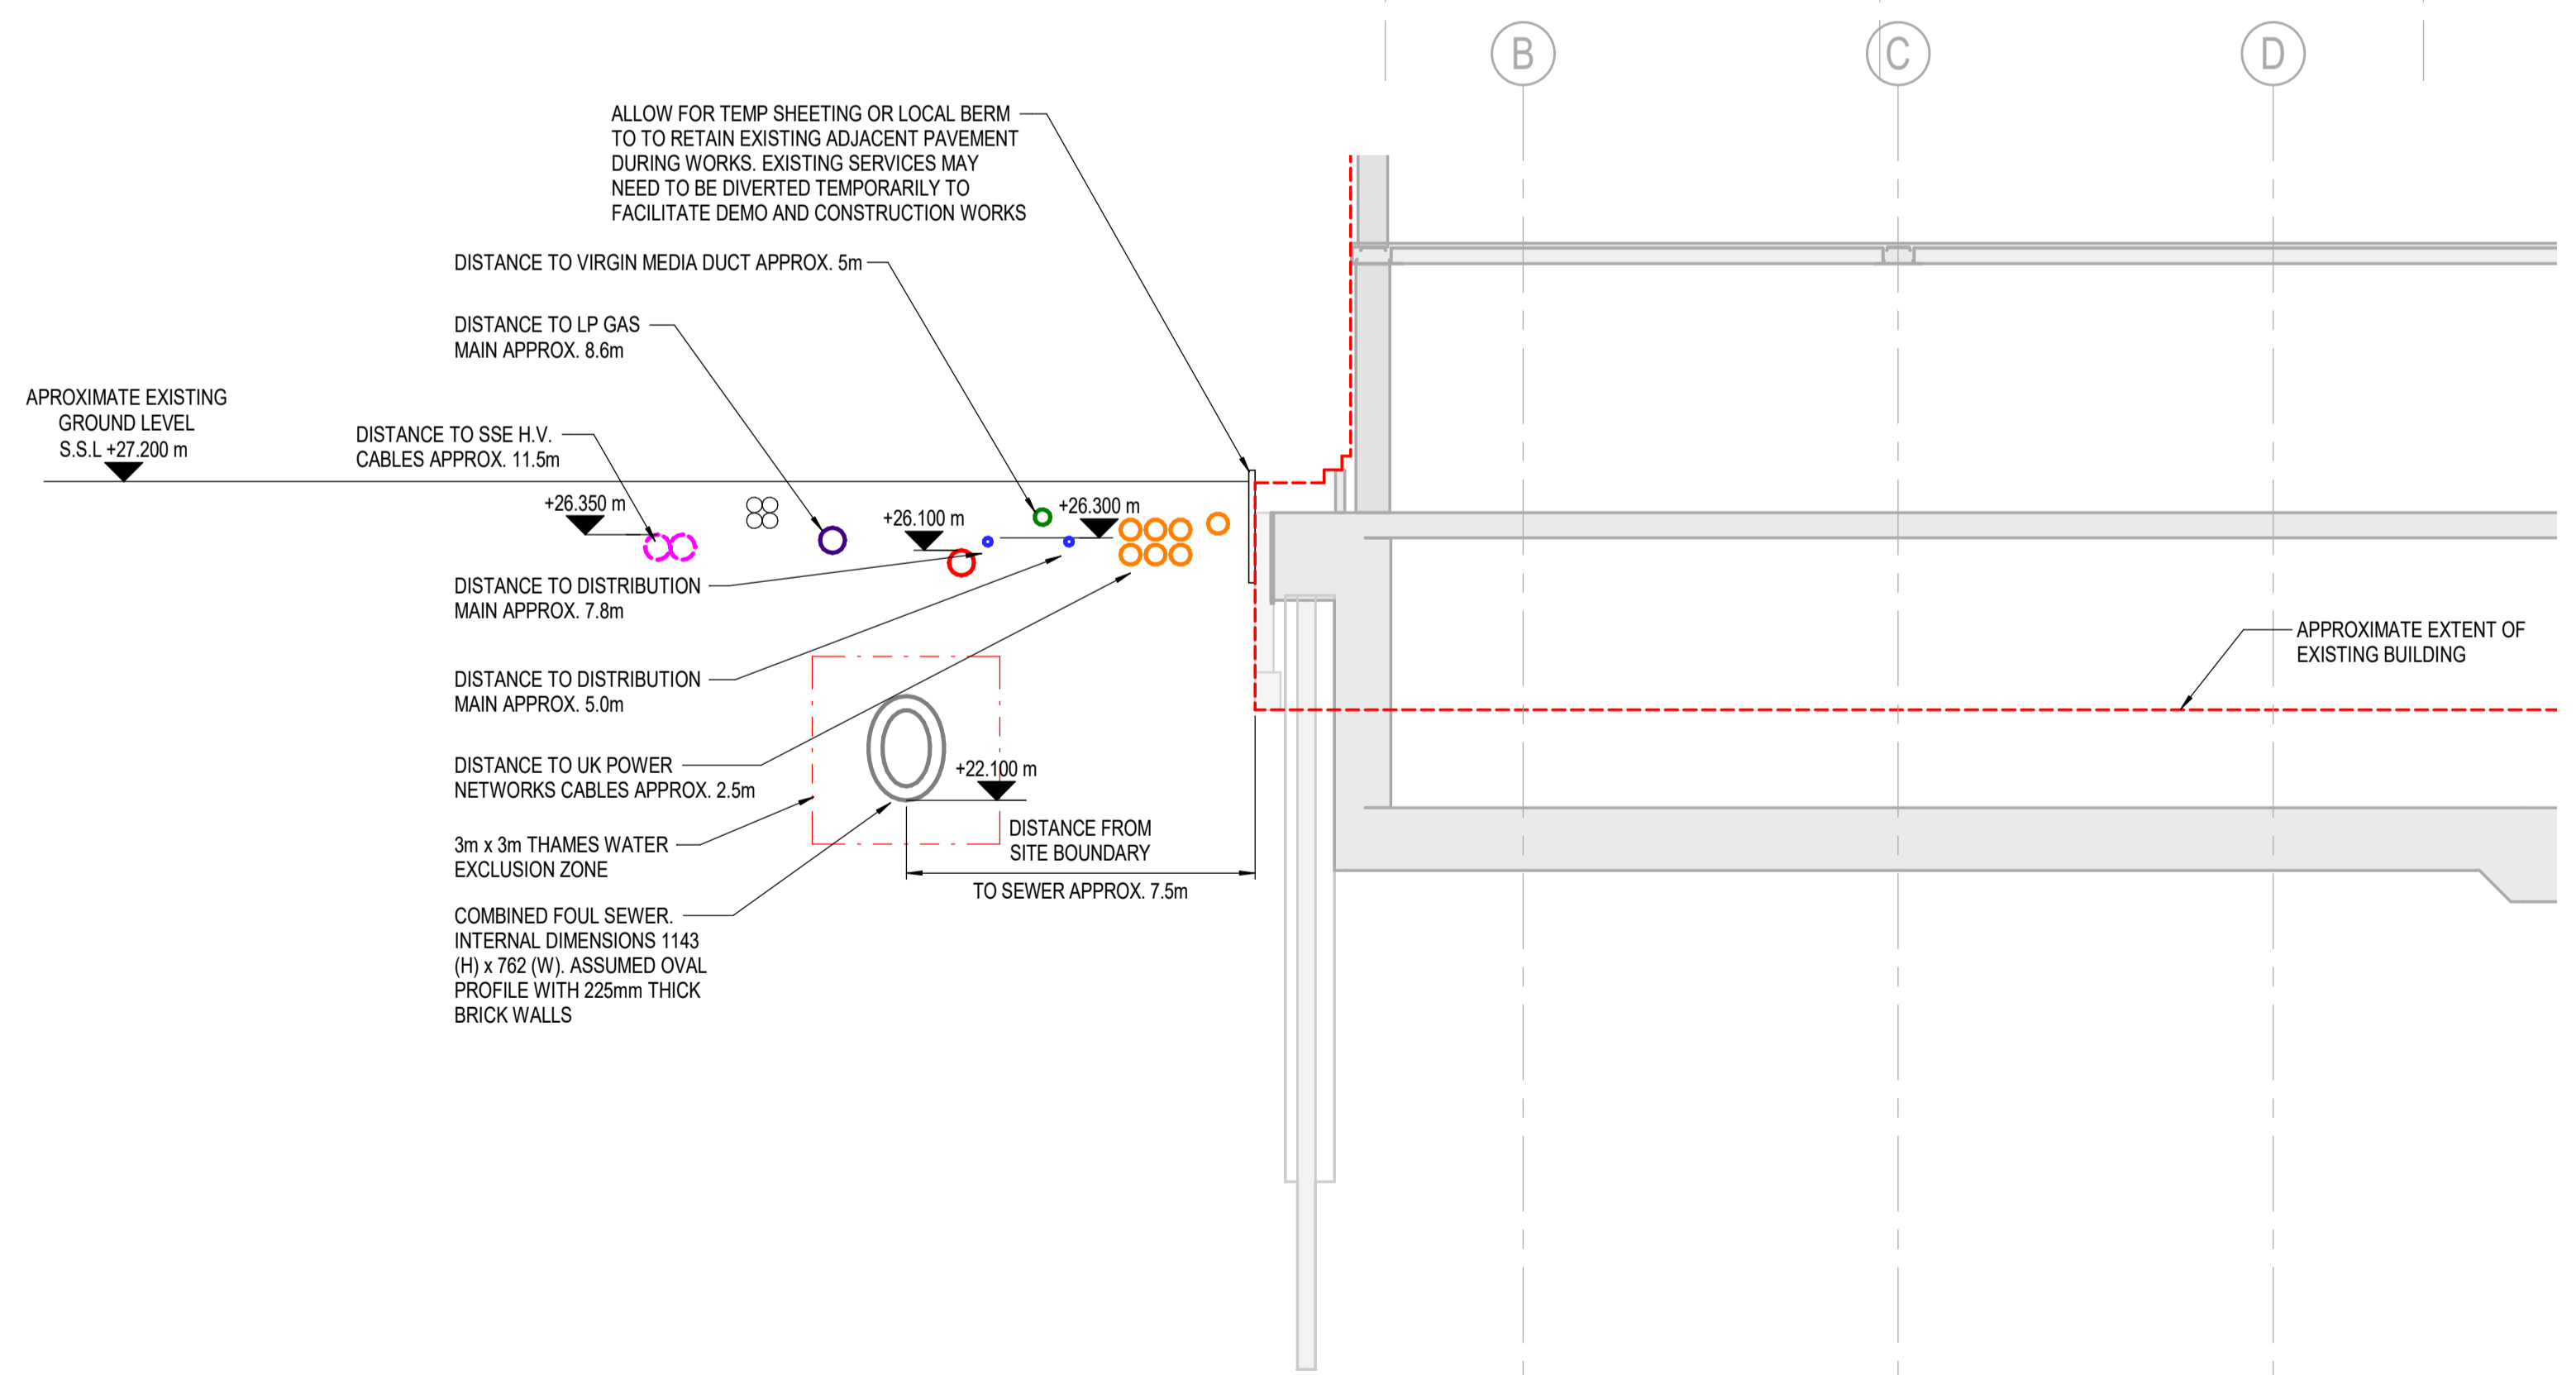 B
C
D
ALLOW FOR TEMP SHEETING OR LOCAL BERM
TO TO RETAIN EXISTING ADJACENT PAVEMENT
DURING WORKS. EXISTING SERVICES MAY
NEED TO BE DIVERTED TEMPORARILY TO
FACILITATE DEMO AND CONSTRUCTION WORKS
DISTANCE TO VIRGIN MEDIA DUCT APPROX. 5m
DISTANCE TO LP GAS
MAIN APPROX. 8.6m
APROXIMATE EXISTING
GROUND LEVEL
S.S.L +27.200 m
DISTANCE TO SSE H.V.
CABLES APPROX. 11.5m
+26.350 m
+26.100 m
+26.300 m
DISTANCE TO DISTRIBUTION
MAIN APPROX. 7.8m
DISTANCE TO DISTRIBUTION
MAIN APPROX. 5.0m
DISTANCE TO UK POWER
NETWORKS CABLES APPROX. 2.5m
3m x 3m THAMES WATER
EXCLUSION ZONE
COMBINED FOUL SEWER.
INTERNAL DIMENSIONS 1143
(H) x 762 (W). ASSUMED OVAL
PROFILE WITH 225mm THICK
BRICK WALLS
+22.100 m
DISTANCE FROM
SITE BOUNDARY
TO SEWER APPROX. 7.5m
APPROXIMATE EXTENT OF
EXISTING BUILDING